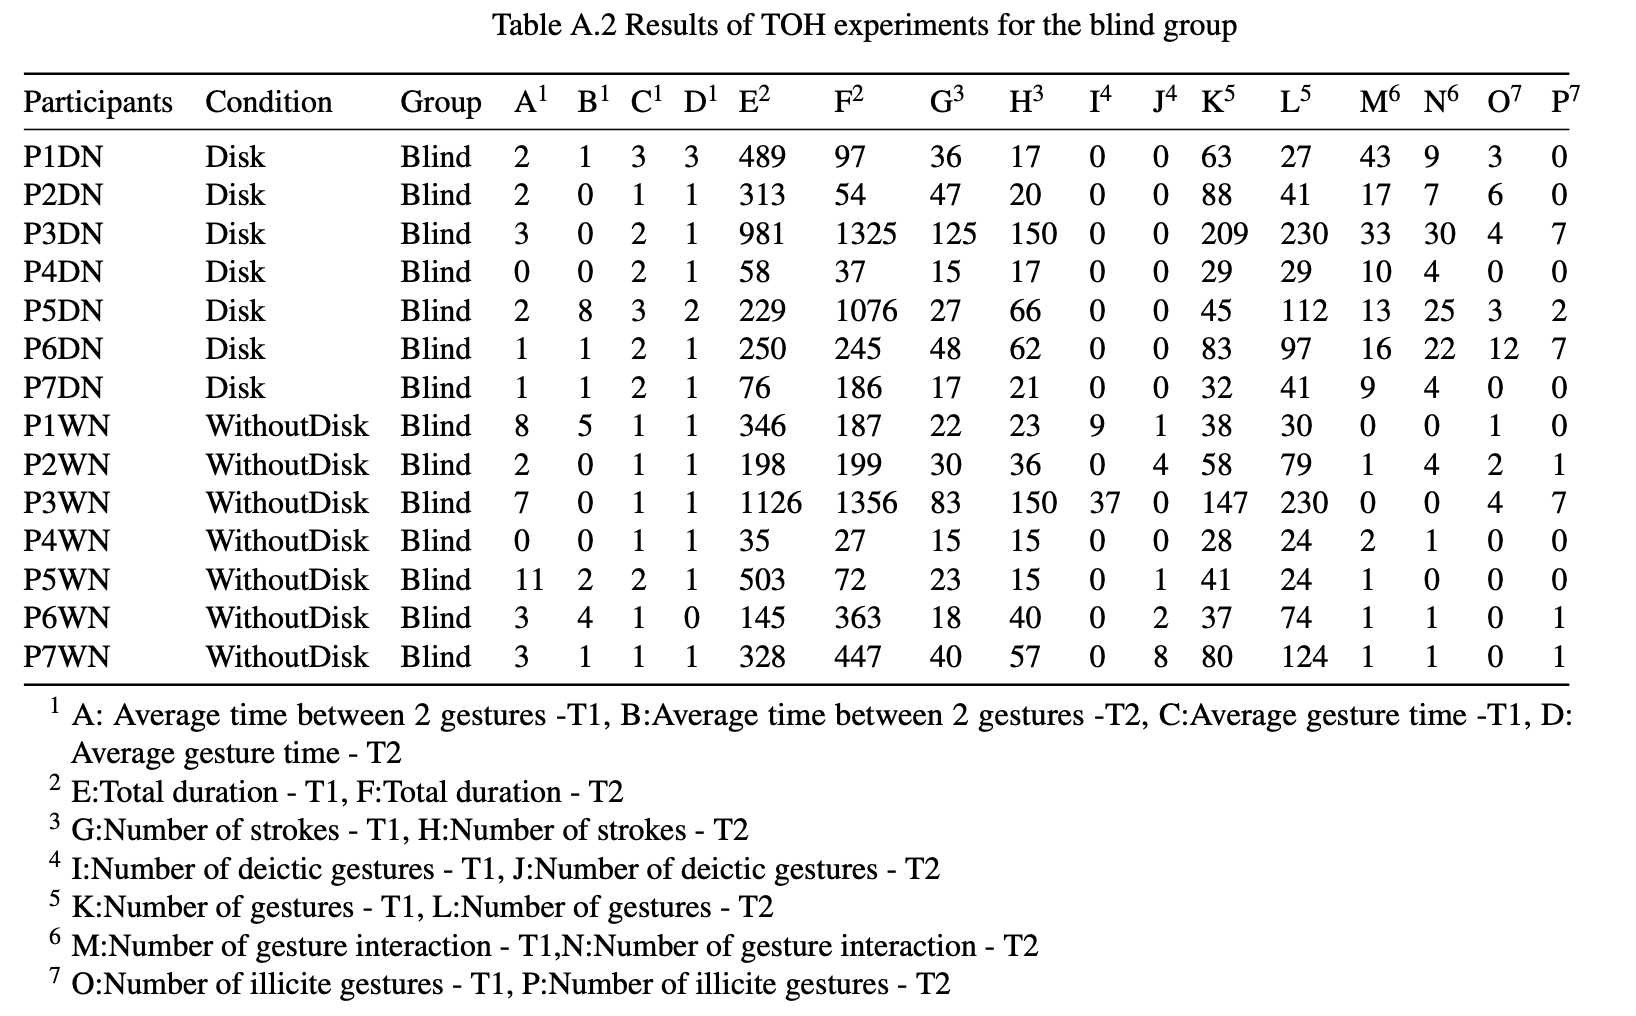 Table A.2 Results of TOH experiments for the blind group
Participants Condition Group A¹ B¹ C¹ D¹ E² F² G³ H³ I⁴ J⁴ K⁵ L⁵ M⁶ N⁶ O⁷ P⁷
P1DN Disk Blind 2 1 3 3 489 97 36 17 0 0 63 27 43 9 3 0
P2DN Disk Blind 2 0 1 1 313 54 47 20 0 0 88 41 17 7 6 0
P3DN Disk Blind 3 0 2 1 981 1325 125 150 0 0 209 230 33 30 4 7
P4DN Disk Blind 0 0 2 1 58 37 15 17 0 0 29 29 10 4 0 0
P5DN Disk Blind 2 8 3 2 229 1076 27 66 0 0 45 112 13 25 3 2
P6DN Disk Blind 1 1 2 1 250 245 48 62 0 0 83 97 16 22 12 7
P7DN Disk Blind 1 1 2 1 76 186 17 21 0 0 32 41 9 4 0 0
P1WN WithoutDisk Blind 8 5 1 1 346 187 22 23 9 1 38 30 0 0 1 0
P2WN WithoutDisk Blind 2 0 1 1 198 199 30 36 0 4 58 79 1 4 2 1
P3WN WithoutDisk Blind 7 0 1 1 1126 1356 83 150 37 0 147 230 0 0 4 7
P4WN WithoutDisk Blind 0 0 1 1 35 27 15 15 0 0 28 24 2 1 0 0
P5WN WithoutDisk Blind 11 2 2 1 503 72 23 15 0 1 41 24 1 0 0 0
P6WN WithoutDisk Blind 3 4 1 0 145 363 18 40 0 2 37 74 1 1 0 1
P7WN WithoutDisk Blind 3 1 1 1 328 447 40 57 0 8 80 124 1 1 0 1
¹ A: Average time between 2 gestures -T1, B:Average time between 2 gestures -T2, C:Average gesture time -T1, D:
Average gesture time - T2
² E:Total duration - T1, F:Total duration - T2
³ G:Number of strokes - T1, H:Number of strokes - T2
⁴ I:Number of deictic gestures - T1, J:Number of deictic gestures - T2
⁵ K:Number of gestures - T1, L:Number of gestures - T2
⁶ M:Number of gesture interaction - T1,N:Number of gesture interaction - T2
⁷ O:Number of illicite gestures - T1, P:Number of illicite gestures - T2